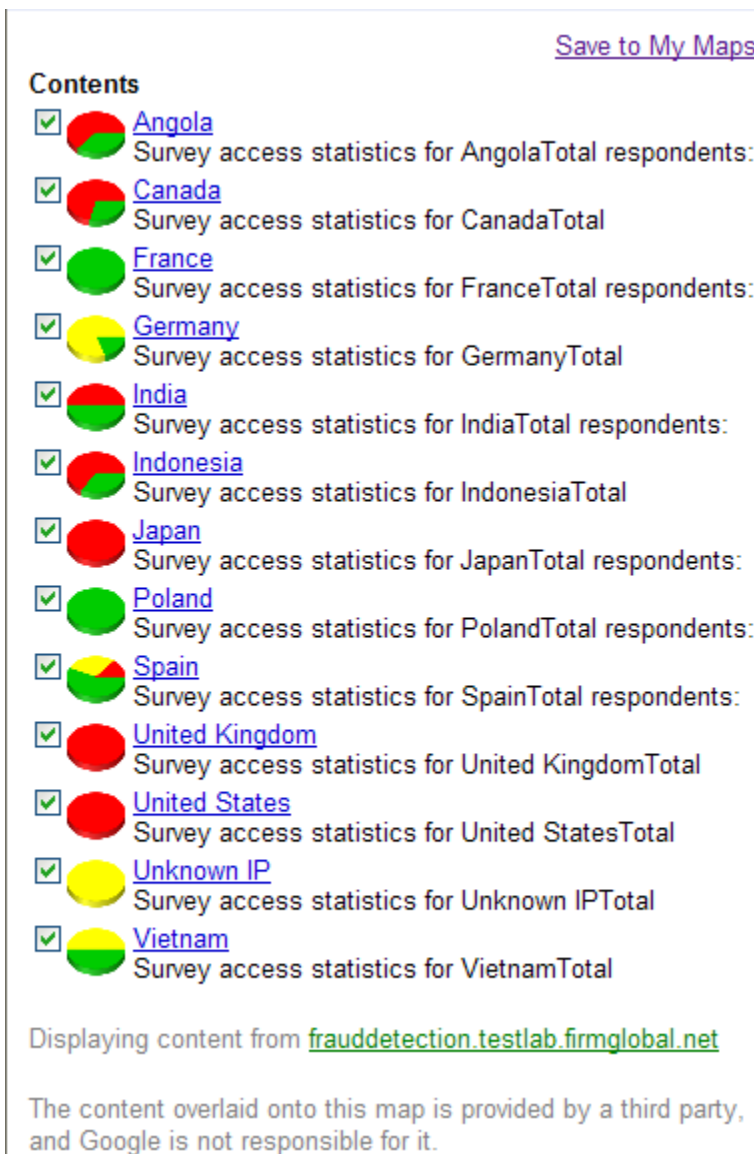 Save to My Maps
Contents
Angola
Survey access statistics for AngolaTotal respondents:
Canada
Survey access statistics for CanadaTotal
France
Survey access statistics for FranceTotal respondents:
Germany
Survey access statistics for GermanyTotal
India
Survey access statistics for IndiaTotal respondents:
Indonesia
Survey access statistics for IndonesiaTotal
Japan
Survey access statistics for JapanTotal respondents:
Poland
Survey access statistics for PolandTotal respondents:
Spain
Survey access statistics for SpainTotal respondents:
United Kingdom
Survey access statistics for United KingdomTotal
United States
Survey access statistics for United StatesTotal
Unknown IP
Survey access statistics for Unknown IPTotal
Vietnam
Survey access statistics for VietnamTotal
Displaying content from frauddetection.testlab.firmglobal.net
The content overlaid onto this map is provided by a third party,
and Google is not responsible for it.